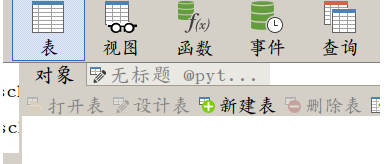 f(x)
表 视图 函数 事件 查询
对象 无标题 @pyt...
打开表 设计表 新建表 删除表